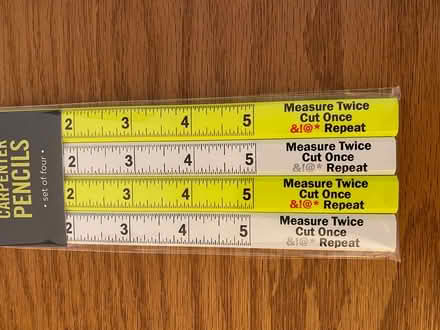 CARPENTER
PENCILS
• set of four •
2 3 4 5
Measure Twice
Cut Once
&!@* Repeat
2 3 4 5
Measure Twice
Cut Once
&!@* Repeat
2 3 4 5
Measure Twice
Cut Once
&!@* Repeat
2 3 4 5
Measure Twice
Cut Once
&!@* Repeat